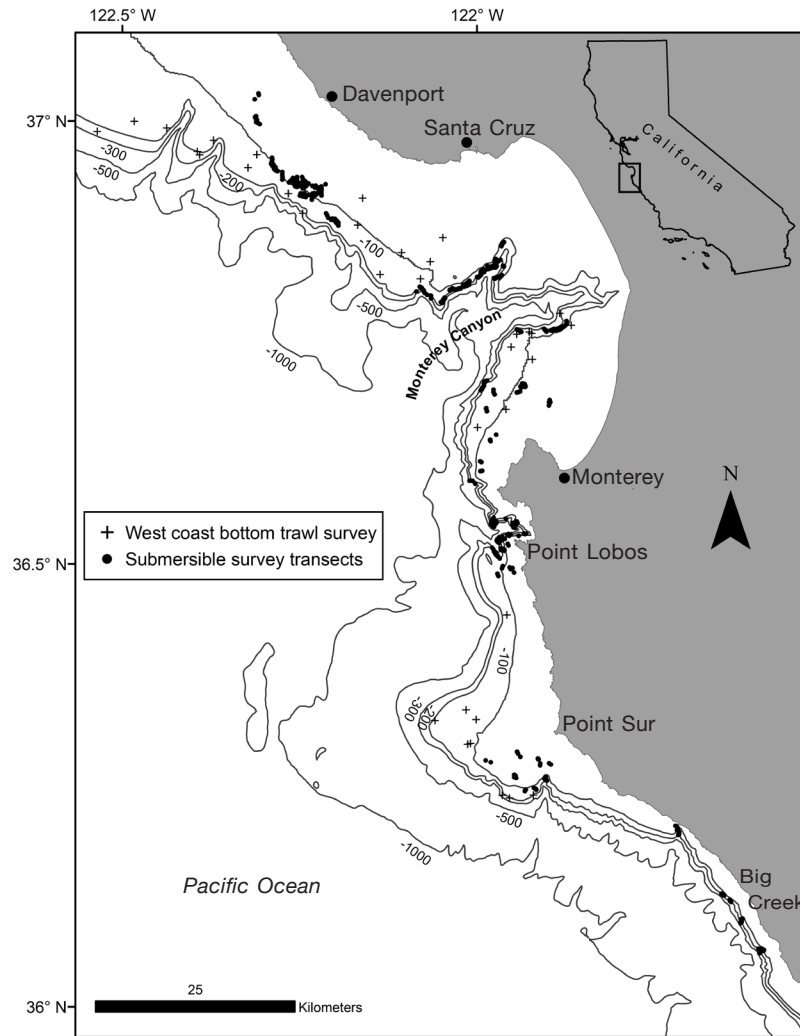 122.5° W
122° W
37° N
Davenport
Santa Cruz
California
-300
-500
-200
-100
-500
-1000
Monterey Canyon
Monterey
N
West coast bottom trawl survey
Submersible survey transects
Point Lobos
36.5° N
-100
-300
-200
Point Sur
-500
-1000
Pacific Ocean
Big
Creek
25
Kilometers
36° N